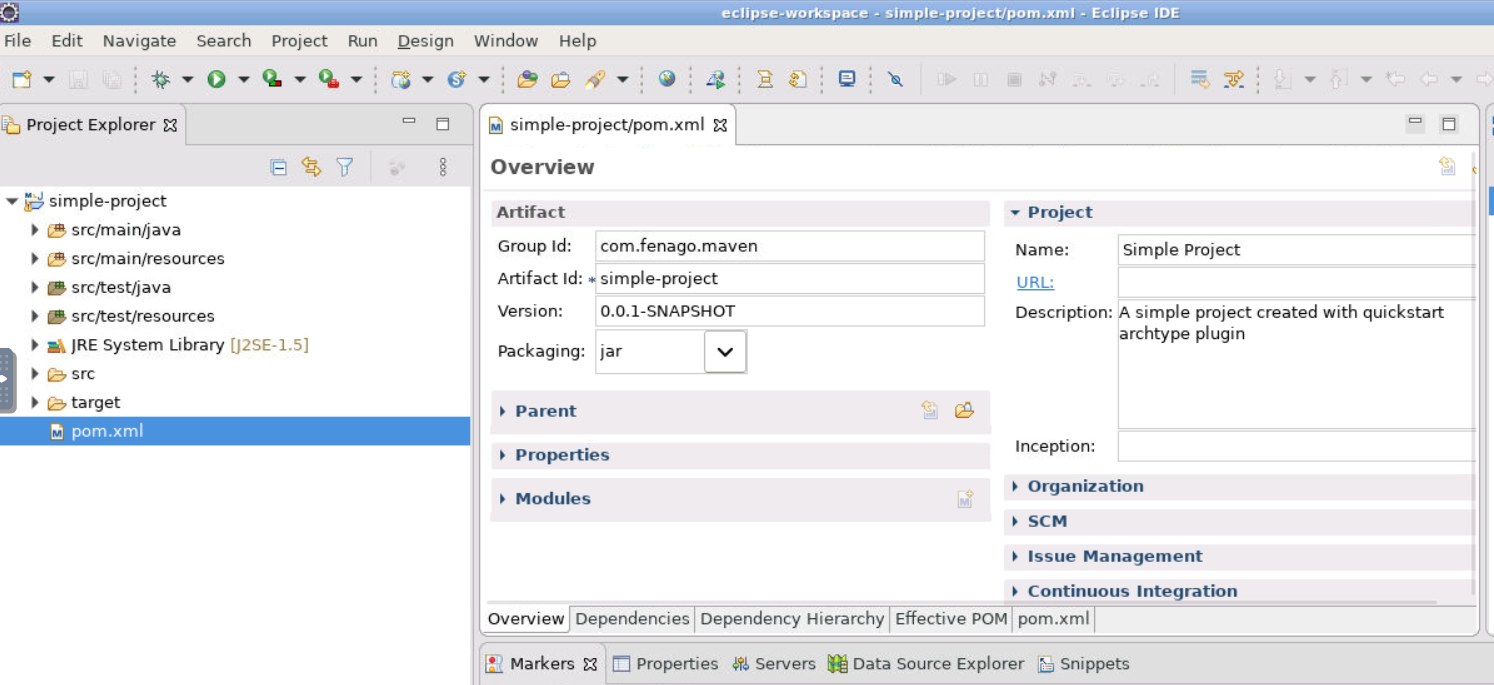 eclipse-workspace - simple-project/pom.xml - Eclipse IDE
File Edit Navigate Search Project Run Design Window Help
Project Explorer
simple-project
src/main/java
src/main/resources
src/test/java
src/test/resources
JRE System Library [J2SE-1.5]
src
target
pom.xml
simple-project/pom.xml
Overview
Artifact
Group Id: com.fenago.maven
Artifact Id: * simple-project
Version: 0.0.1-SNAPSHOT
Packaging: jar
Parent
Properties
Modules
Project
Name: Simple Project
URL:
Description: A simple project created with quickstart
archtype plugin
Inception:
Organization
SCM
Issue Management
Continuous Integration
Overview Dependencies Dependency Hierarchy Effective POM pom.xml
Markers Properties Servers Data Source Explorer Snippets